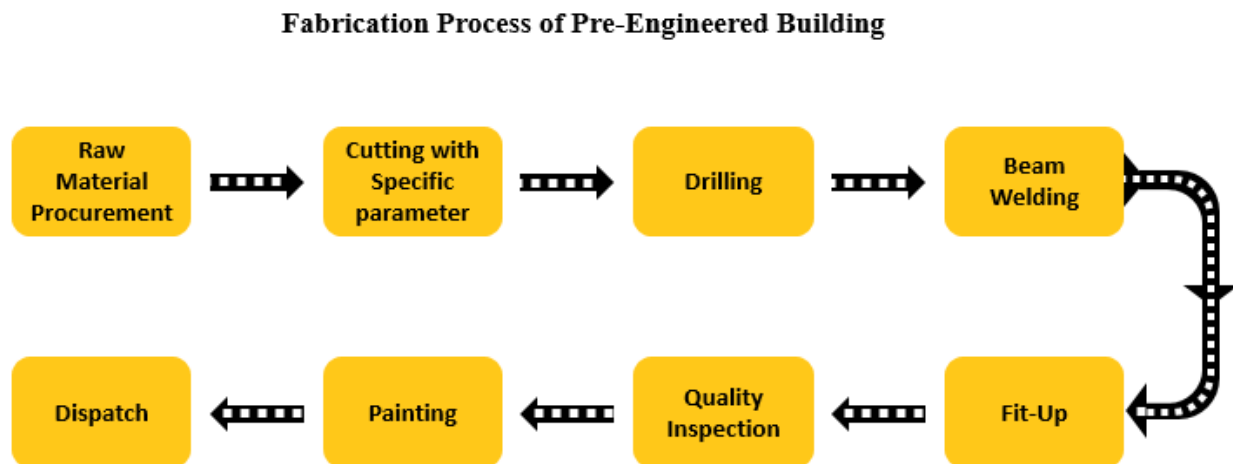 Fabrication Process of Pre-Engineered Building
Raw
Material
Procurement
Cutting with
Specific
parameter
Drilling
Beam
Welding
Dispatch
Painting
Quality
Inspection
Fit-Up